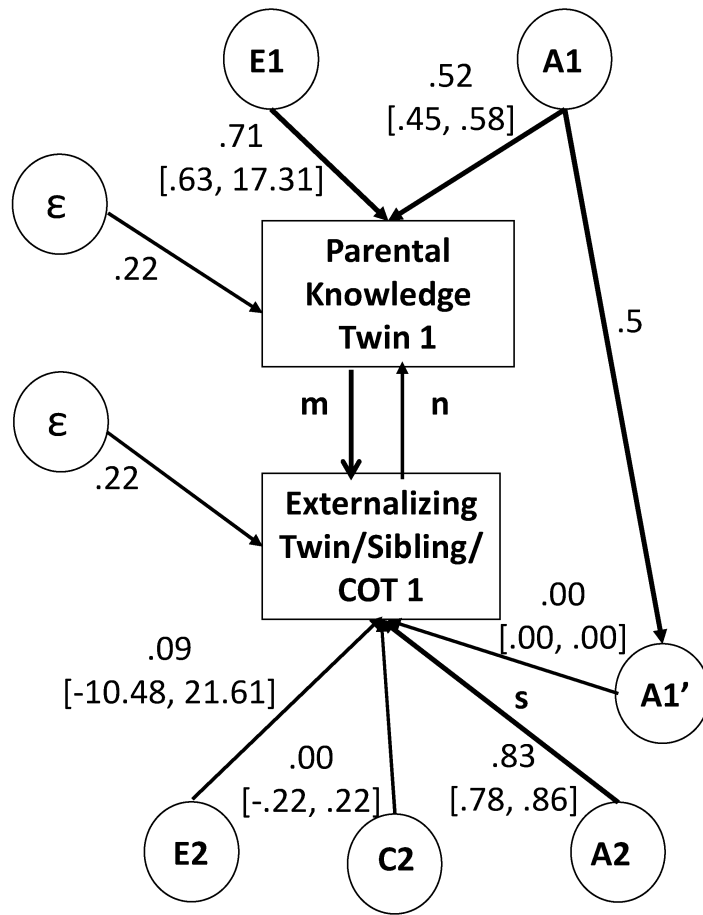 E1
A1
.52
[.45, .58]
.71
[.63, 17.31]
ε
.22
Parental
Knowledge
Twin 1
.5
m
n
ε
.22
Externalizing
Twin/Sibling/
COT 1
.00
[.00, .00]
.09
[-10.48, 21.61]
A1’
s
.00
[-.22, .22]
.83
[.78, .86]
E2
C2
A2